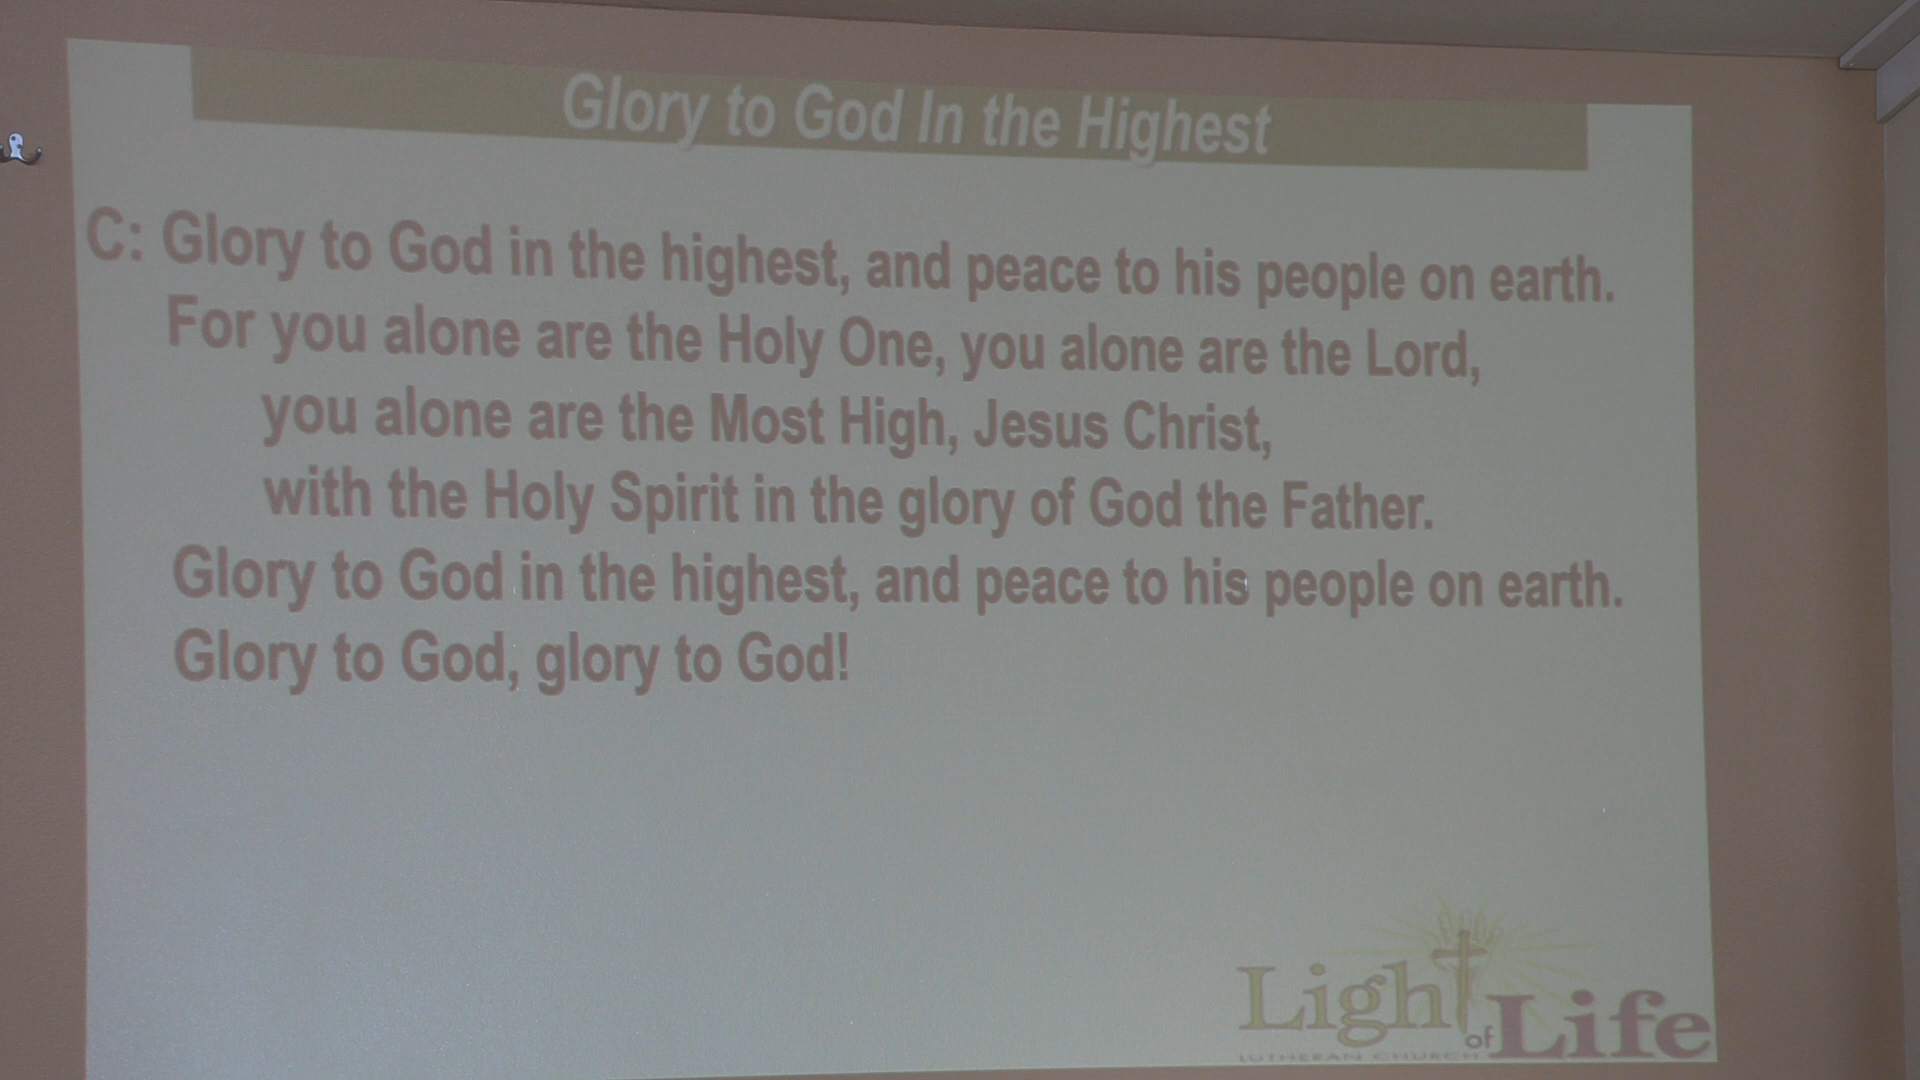 Glory to God In the Highest
C: Glory to God in the highest, and peace to his people on earth.
For you alone are the Holy One, you alone are the Lord,
you alone are the Most High, Jesus Christ,
with the Holy Spirit in the glory of God the Father.
Glory to God in the highest, and peace to his people on earth.
Glory to God, glory to God!
Light of Life
LUTHERAN CHURCH